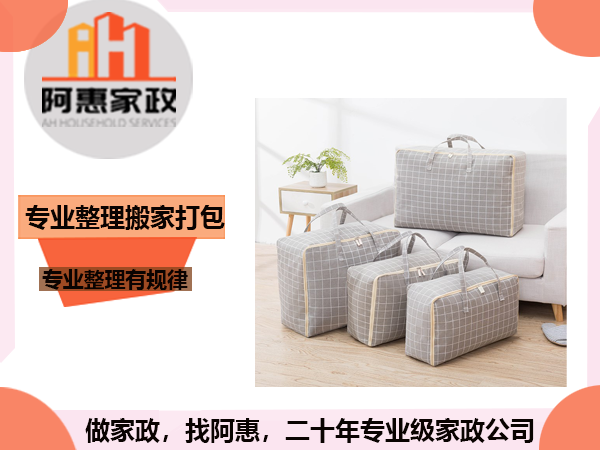 AH
阿惠家政
AH HOUSEHOLD SERVICES
专业整理搬家打包
专业整理有规律
做家政，找阿惠，二十年专业级家政公司